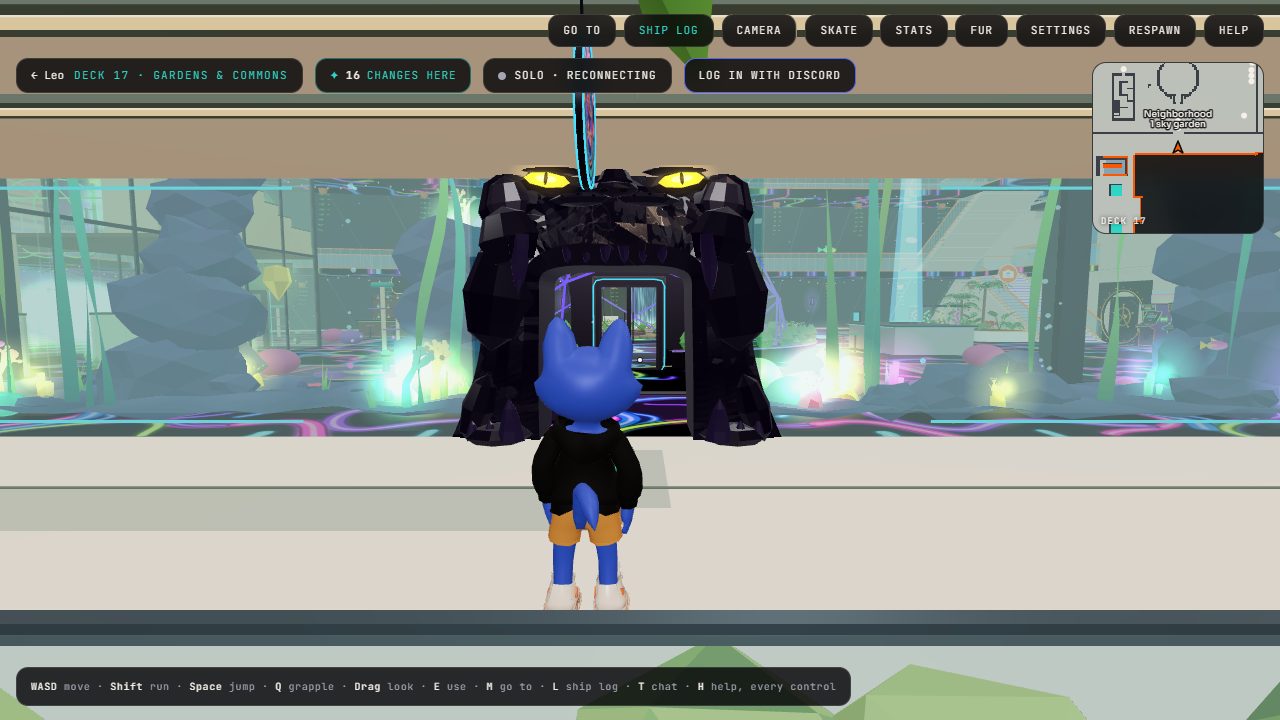 GO TO
SHIP LOG
CAMERA
SKATE
STATS
FUR
SETTINGS
RESPAWN
HELP
← Leo DECK 17 · GARDENS & COMMONS
✦ 16 CHANGES HERE
SOLO · RECONNECTING
LOG IN WITH DISCORD
Neighborhood
1 sky garden
DECK 17
WASD move · Shift run · Space jump · Q grapple · Drag look · E use · M go to · L ship log · T chat · H help, every control